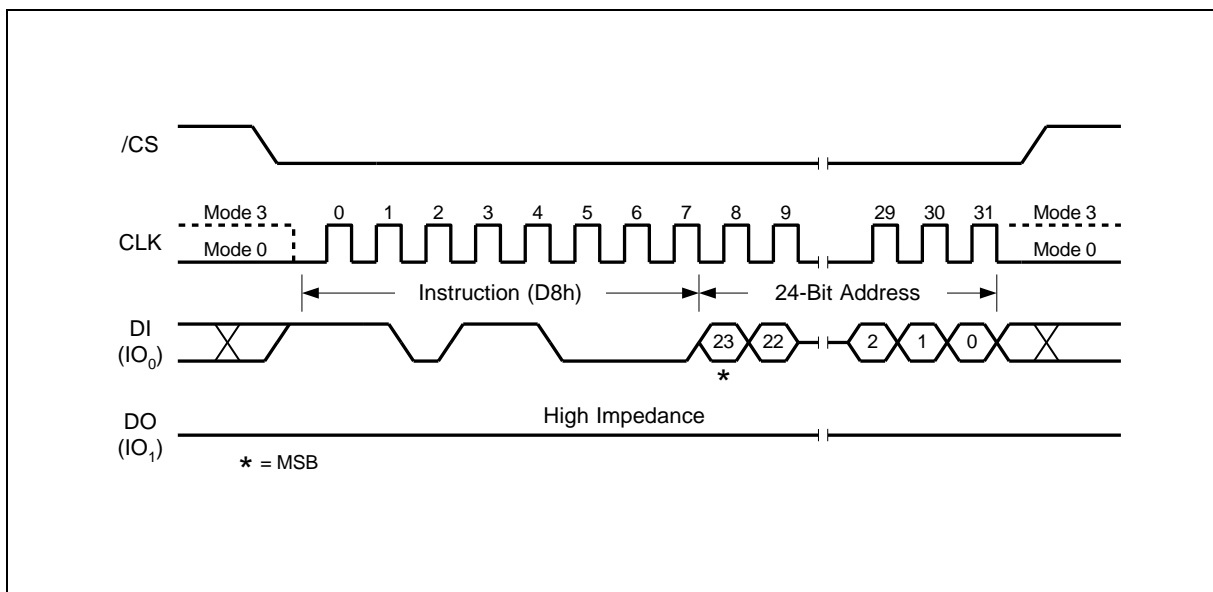 /CS
Mode 3 0 1 2 3 4 5 6 7 8 9 29 30 31 Mode 3
CLK
Mode 0 Mode 0
Instruction (D8h) 24-Bit Address
DI
(IO0)
23 22 2 1 0
*
High Impedance
DO
(IO1)
* = MSB